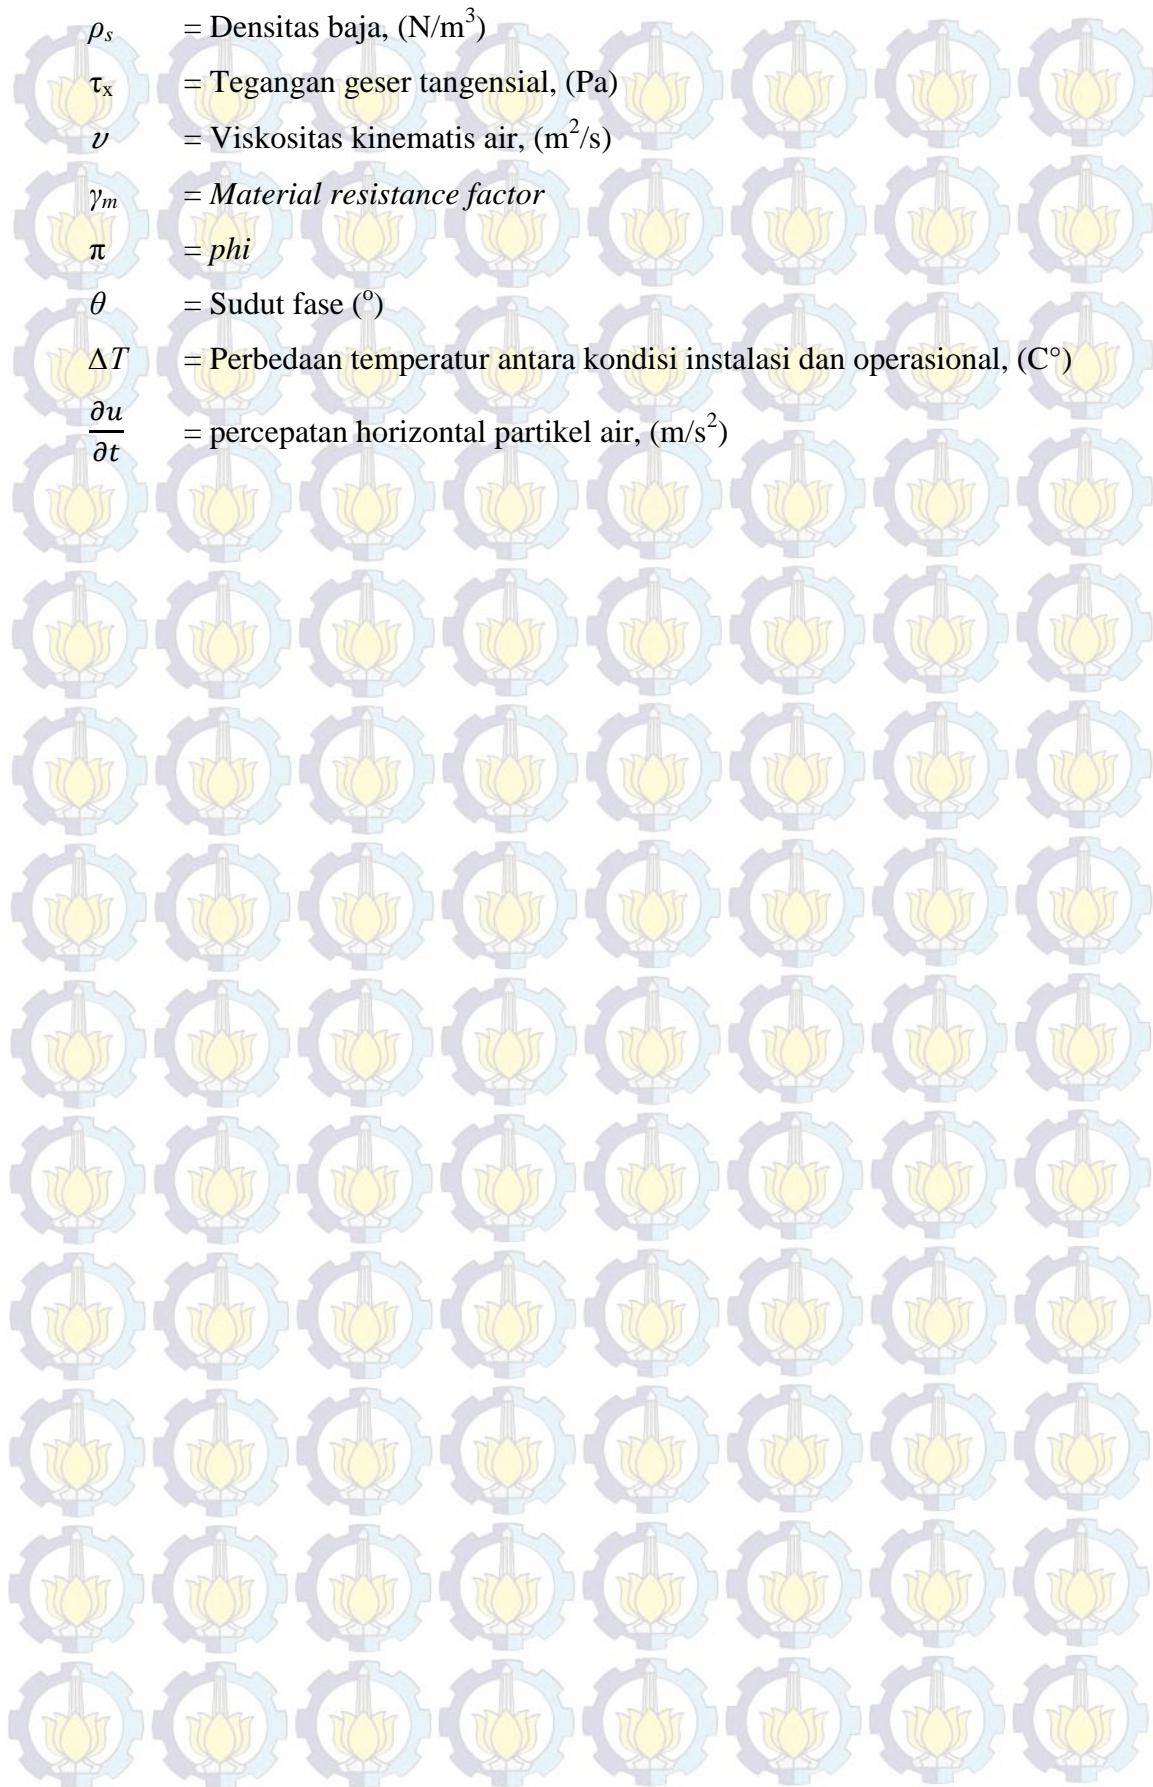 ρₛ = Densitas baja, (N/m³)
τₓ = Tegangan geser tangensial, (Pa)
υ = Viskositas kinematis air, (m²/s)
γₘ = Material resistance factor
π = phi
θ = Sudut fase (º)
ΔT = Perbedaan temperatur antara kondisi instalasi dan operasional, (C°)
∂u/∂t = percepatan horizontal partikel air, (m/s²)